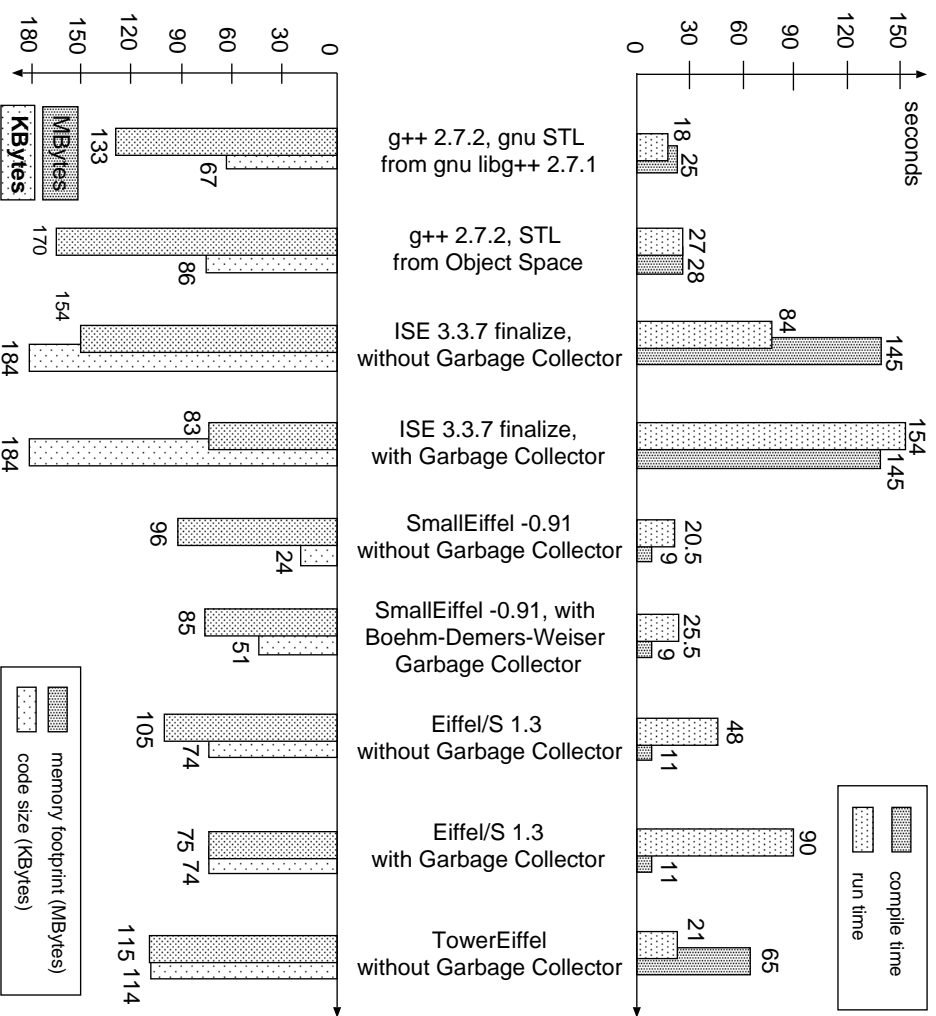 180
150
120
90
60
30
0
0
30
60
90
120
150
seconds
KBytes
MBytes
133
67
g++ 2.7.2, gnu STL
from gnu libg++ 2.7.1
18
25
170
86
g++ 2.7.2, STL
from Object Space
27
28
154
184
ISE 3.3.7 finalize,
without Garbage Collector
84
145
83
184
ISE 3.3.7 finalize,
with Garbage Collector
154
145
96
24
SmallEiffel -0.91
without Garbage Collector
20.5
9
85
51
SmallEiffel -0.91, with
Boehm-Demers-Weiser
Garbage Collector
25.5
9
105
74
Eiffel/S 1.3
without Garbage Collector
48
11
75
74
Eiffel/S 1.3
with Garbage Collector
90
11
115
114
TowerEiffel
without Garbage Collector
21
65
memory footprint (MBytes)
code size (KBytes)
compile time
run time